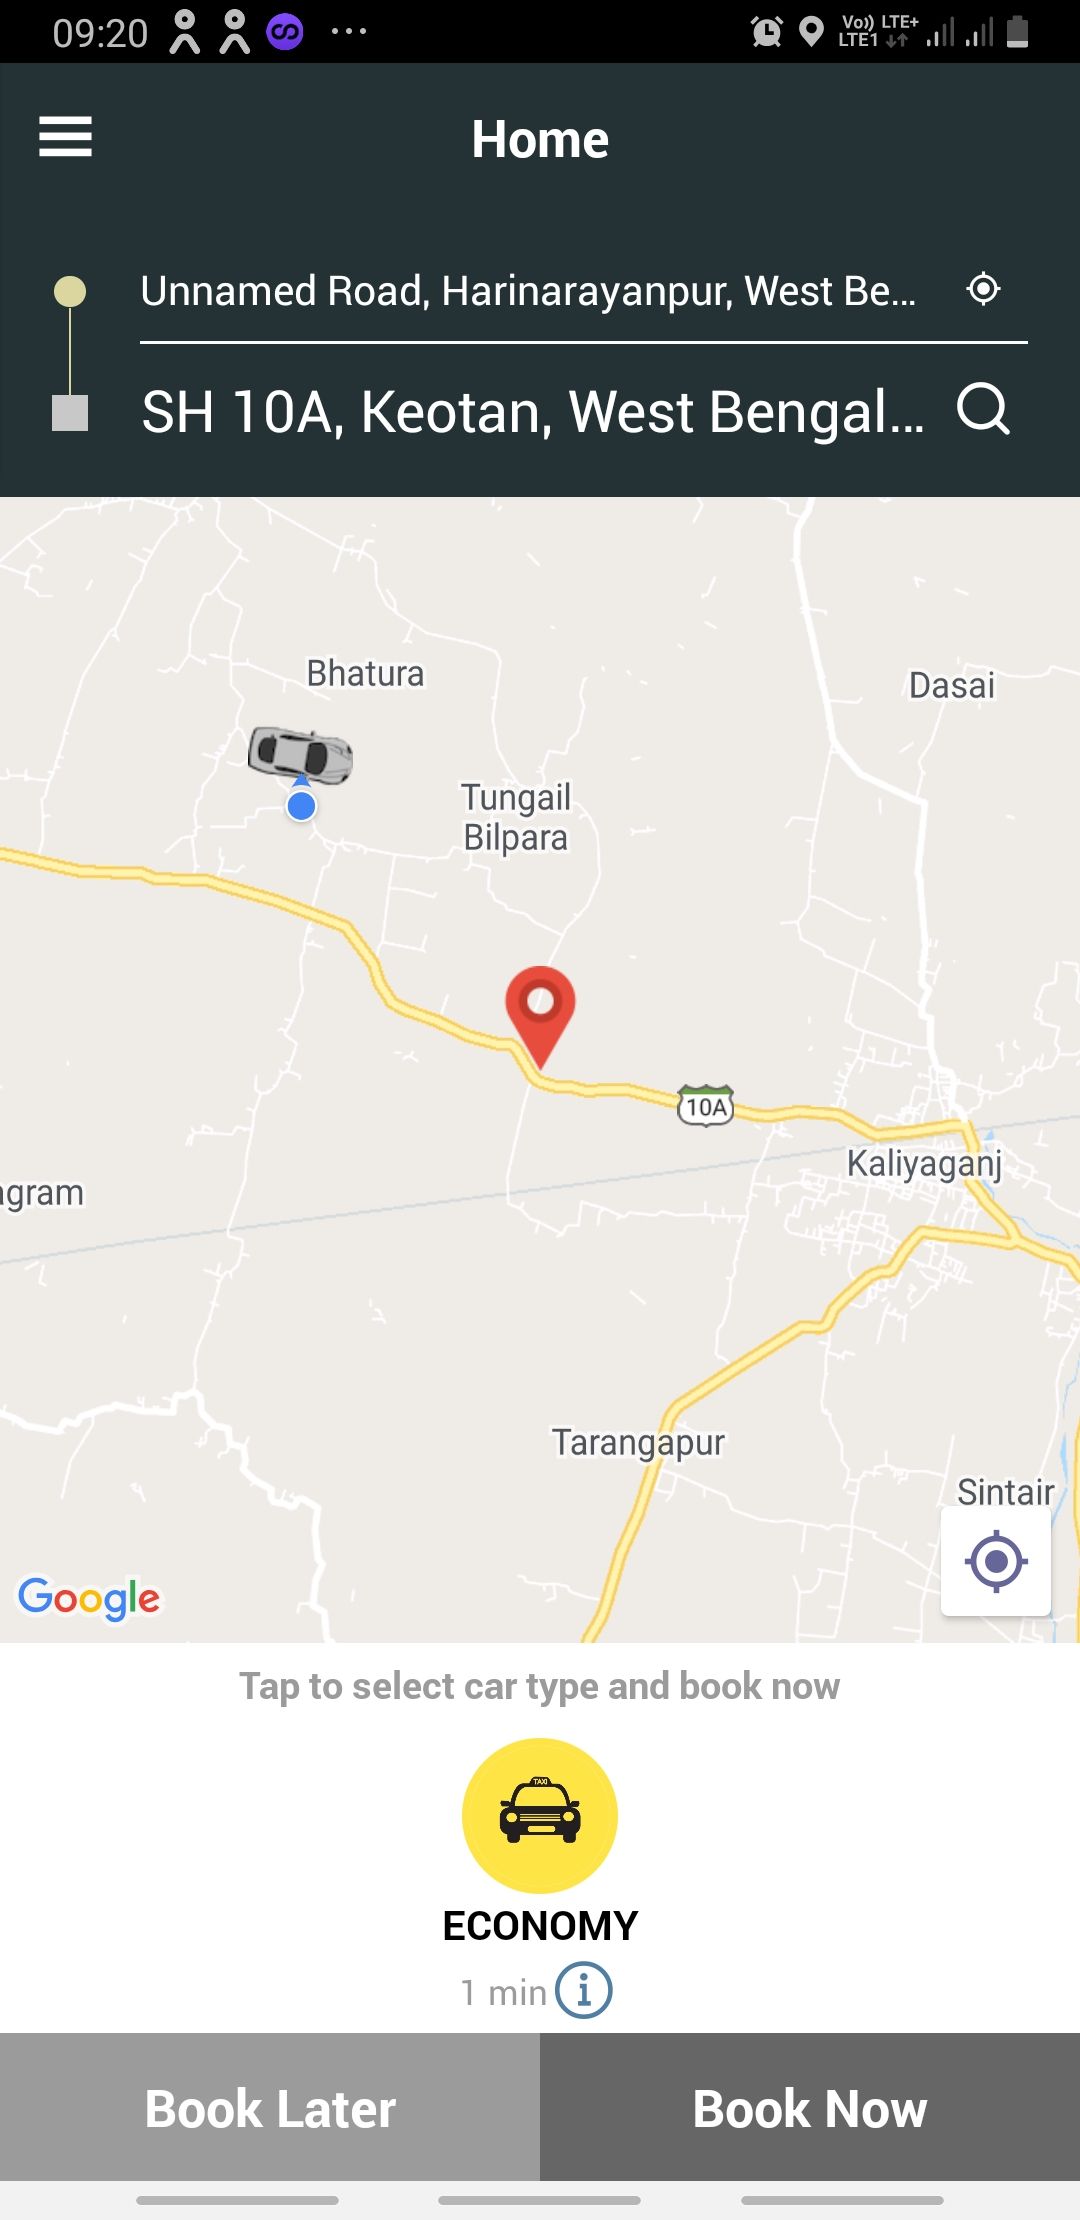 09:20
Vo)) LTE+
LTE1
Home
Unnamed Road, Harinarayanpur, West Be...
SH 10A, Keotan, West Bengal...
Bhatura
Dasai
Tungail
Bilpara
10A
Kaliyaganj
agram
Tarangapur
Sintair
Google
Tap to select car type and book now
TAXI
ECONOMY
1 min
Book Later
Book Now